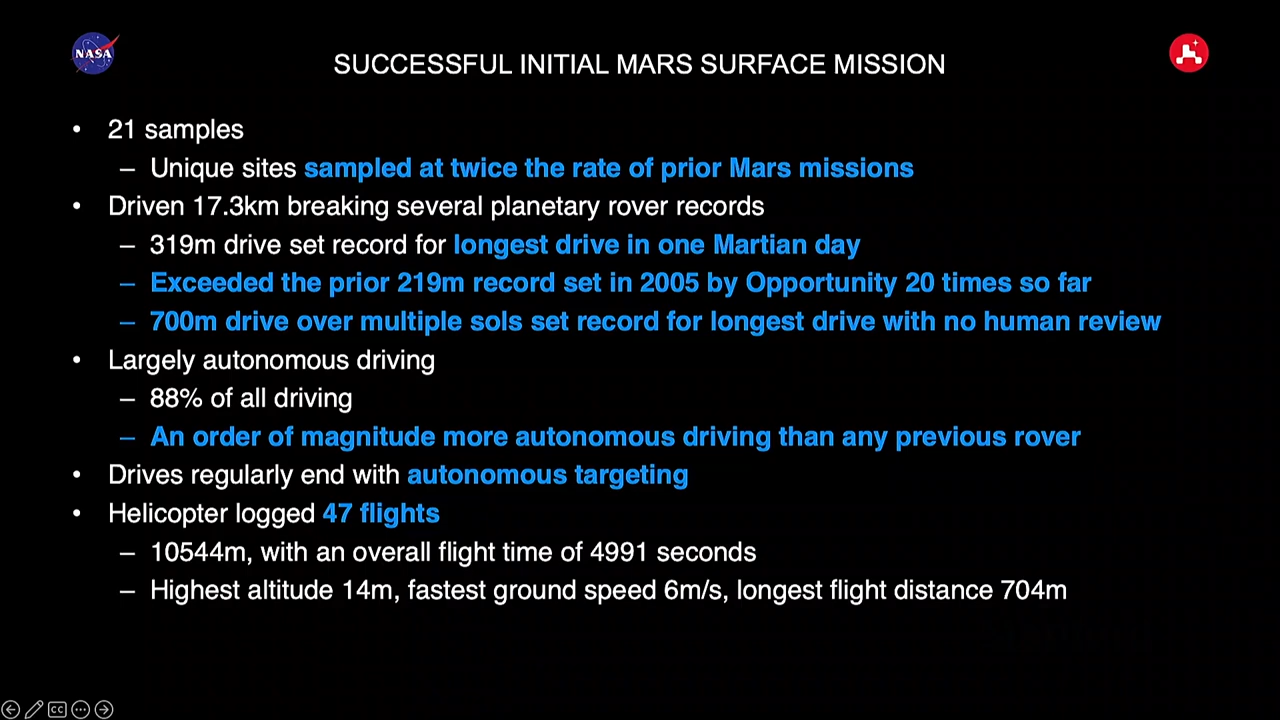 NASA
SUCCESSFUL INITIAL MARS SURFACE MISSION
• 21 samples
– Unique sites sampled at twice the rate of prior Mars missions
• Driven 17.3km breaking several planetary rover records
– 319m drive set record for longest drive in one Martian day
– Exceeded the prior 219m record set in 2005 by Opportunity 20 times so far
– 700m drive over multiple sols set record for longest drive with no human review
• Largely autonomous driving
– 88% of all driving
– An order of magnitude more autonomous driving than any previous rover
• Drives regularly end with autonomous targeting
• Helicopter logged 47 flights
– 10544m, with an overall flight time of 4991 seconds
– Highest altitude 14m, fastest ground speed 6m/s, longest flight distance 704m
CC